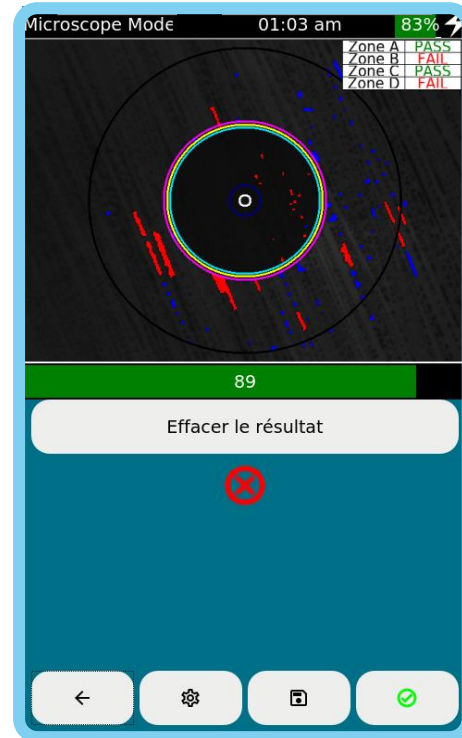 Microscope Mode 01:03 am 83%
Zone A PASS
Zone B FAIL
Zone C PASS
Zone D FAIL
89
Effacer le résultat